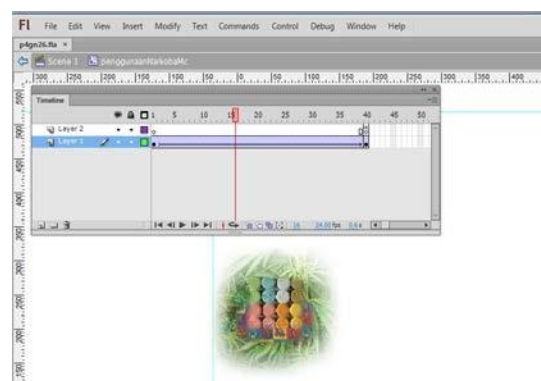 Fl File Edit View Insert Modify Text Commands Control Debug Window Help
p4gn26.fla ×
Scene 1 penggunaanNarkobaMc
300 250 200 150 100 50 0 50 100 150 200 250 300 350 400
Timeline
1 5 10 15 20 25 30 35 40 45 50
Layer 2
Layer 1
16 24.00 fps 0.6 s